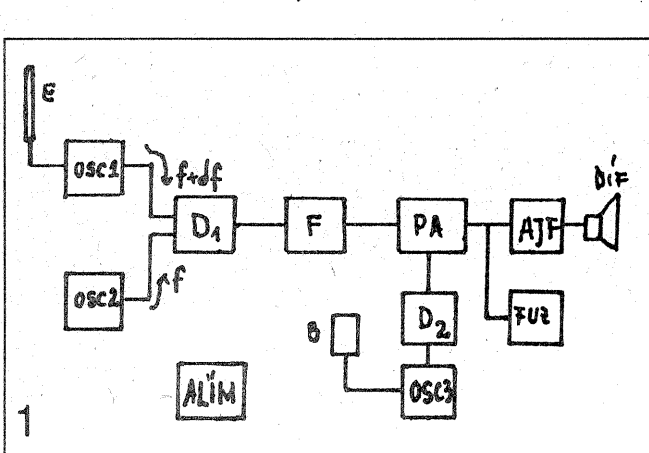 E
OSC1
f+df
D1
F
PA
AJF
DIF
OSC2
f
B
D2
FUZ
ALIM
OSC3
1